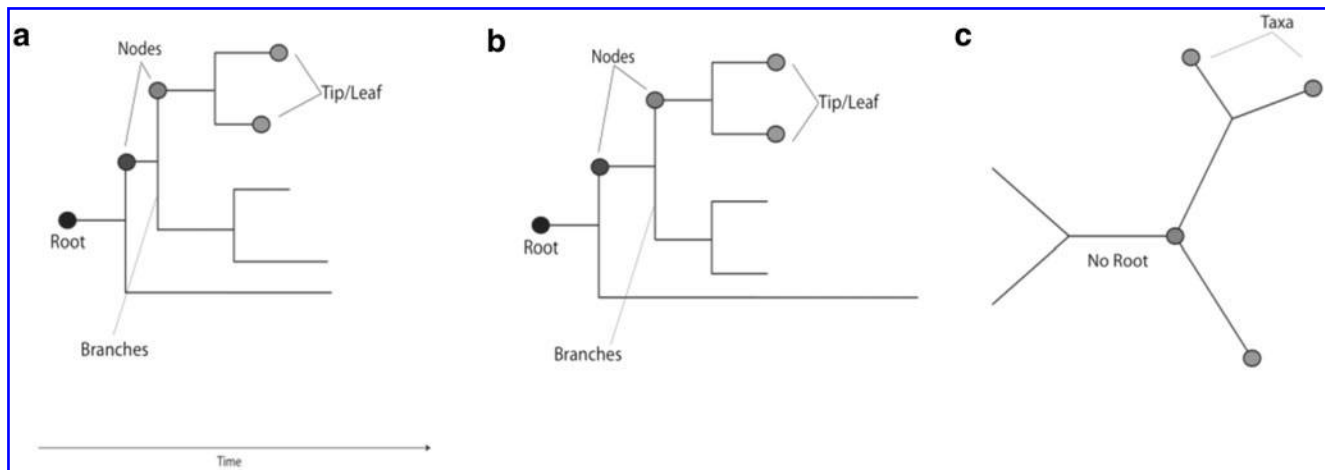 a
Nodes
Tip/Leaf
Root
Branches
Time
b
Nodes
Tip/Leaf
Root
Branches
c
Taxa
No Root